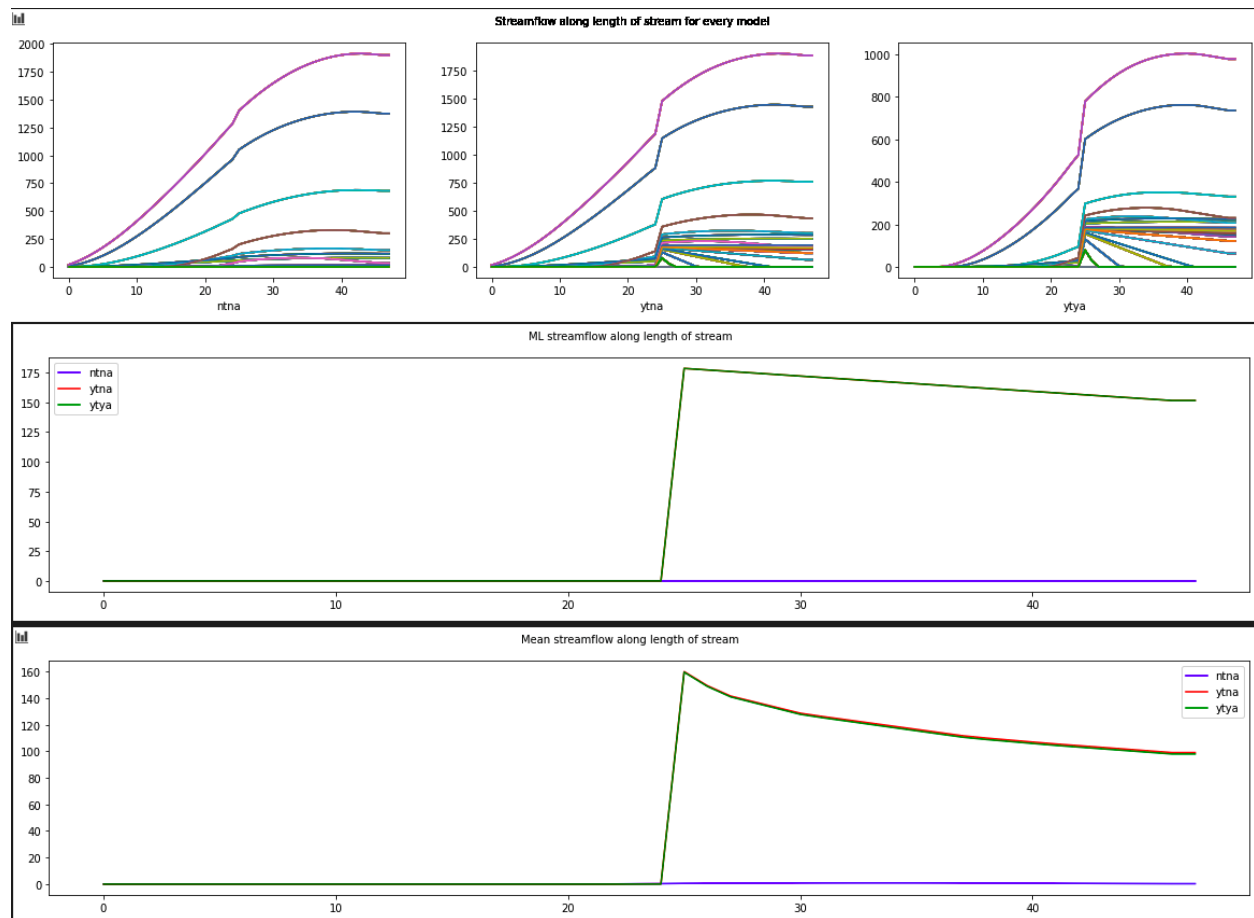 Streamflow along length of stream for every model
2000
1750
1500
1250
1000
750
500
250
0
0 10 20 30 40
ntna
1750
1500
1250
1000
750
500
250
0
0 10 20 30 40
ytna
1000
800
600
400
200
0
0 10 20 30 40
ytya
ML streamflow along length of stream
175
150
125
100
75
50
25
0
0 10 20 30 40
ntna
ytna
ytya
Mean streamflow along length of stream
160
140
120
100
80
60
40
20
0
0 10 20 30 40
ntna
ytna
ytya